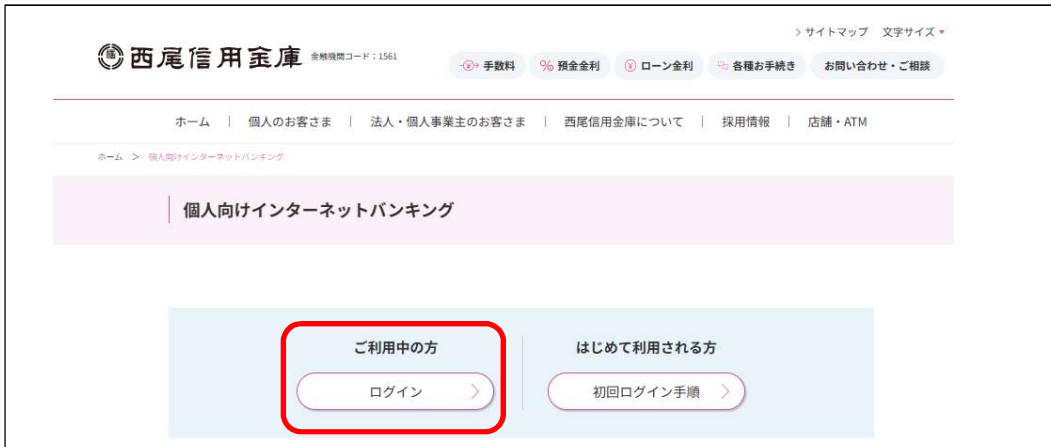 > サイトマップ 文字サイズ ▾
西尾信用金庫 金融機関コード:1561
手数料 % 預金金利 ローン金利 各種お手続き お問い合わせ・ご相談
ホーム | 個人のお客さま | 法人・個人事業主のお客さま | 西尾信用金庫について | 採用情報 | 店舗・ATM
ホーム > 個人向けインターネットバンキング
個人向けインターネットバンキング
ご利用中の方 はじめて利用される方
ログイン 初回ログイン手順